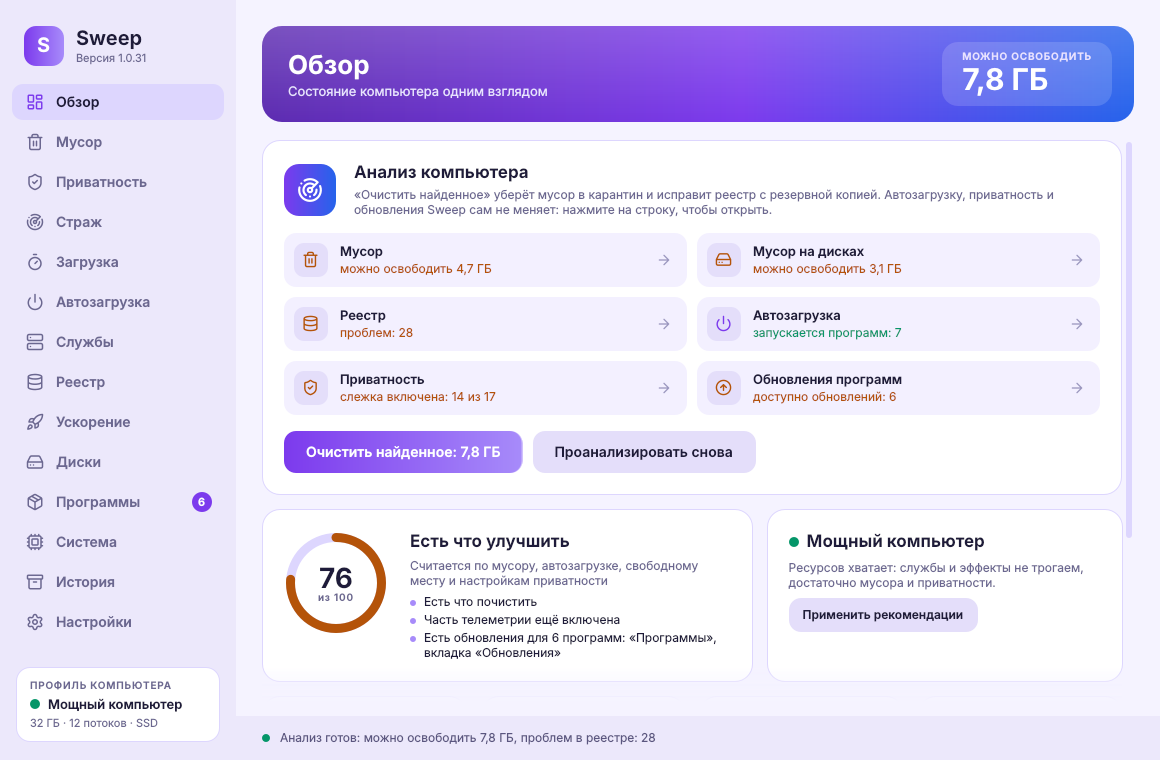 S
Sweep
Версия 1.0.31
Обзор
Мусор
Приватность
Страж
Загрузка
Автозагрузка
Службы
Реестр
Ускорение
Диски
Программы
6
Система
История
Настройки
ПРОФИЛЬ КОМПЬЮТЕРА
Мощный компьютер
32 ГБ · 12 потоков · SSD
Обзор
Состояние компьютера одним взглядом
МОЖНО ОСВОБОДИТЬ
7,8 ГБ
Анализ компьютера
«Очистить найденное» уберёт мусор в карантин и исправит реестр с резервной копией. Автозагрузку, приватность и
обновления Sweep сам не меняет: нажмите на строку, чтобы открыть.
Мусор
можно освободить 4,7 ГБ
Мусор на дисках
можно освободить 3,1 ГБ
Реестр
проблем: 28
Автозагрузка
запускается программ: 7
Приватность
слежка включена: 14 из 17
Обновления программ
доступно обновлений: 6
Очистить найденное: 7,8 ГБ
Проанализировать снова
76
из 100
Есть что улучшить
Считается по мусору, автозагрузке, свободному
месту и настройкам приватности
Есть что почистить
Часть телеметрии ещё включена
Есть обновления для 6 программ: «Программы»,
вкладка «Обновления»
Мощный компьютер
Ресурсов хватает: службы и эффекты не трогаем,
достаточно мусора и приватности.
Применить рекомендации
Анализ готов: можно освободить 7,8 ГБ, проблем в реестре: 28